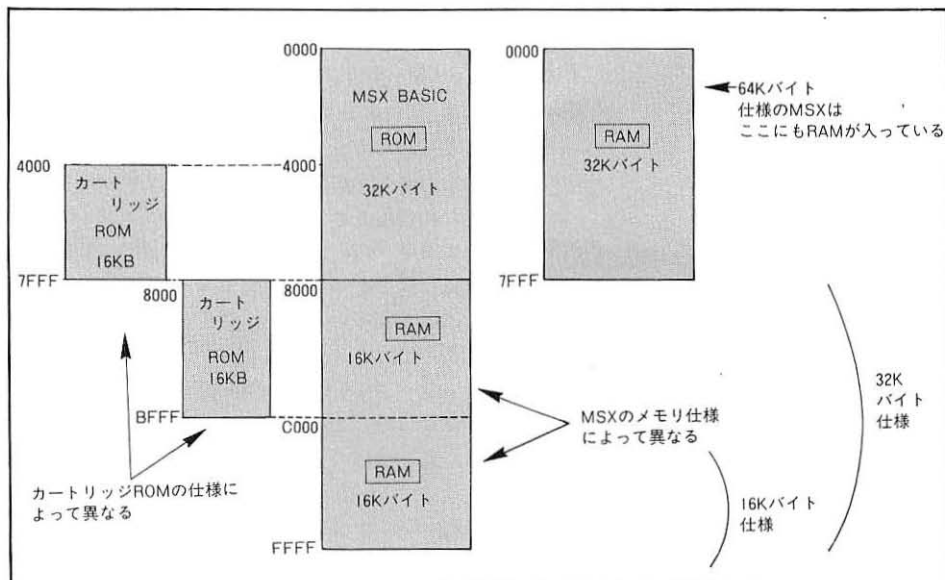 0000
MSX BASIC
ROM
4000
32Kバイト
8000
RAM
16Kバイト
C000
RAM
16Kバイト
FFFF
0000
RAM
32Kバイト
7FFF
64Kバイト
仕様のMSXは
ここにもRAMが入っている
4000
カート
リッジ
ROM
16KB
7FFF
8000
カート
リッジ
ROM
16KB
BFFF
カートリッジROMの仕様に
よって異なる
MSXのメモリ仕様
によって異なる
16Kバイト
仕様
32K
バイト
仕様